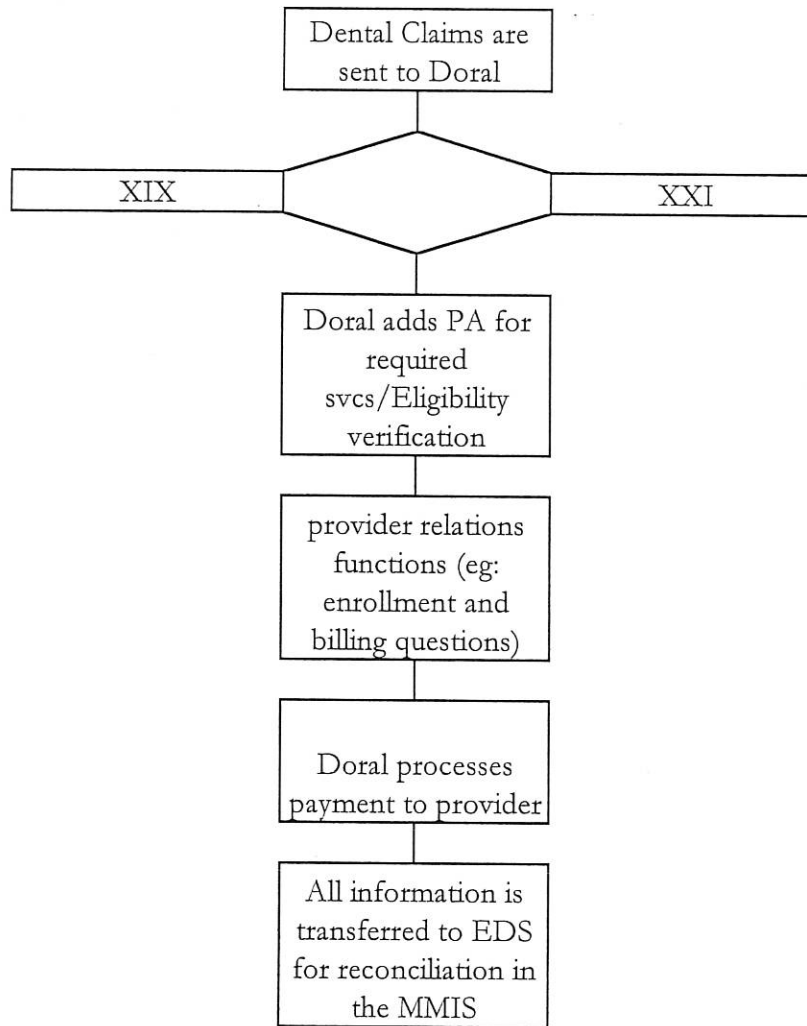 Dental Claims are
sent to Doral
XIX
XXI
Doral adds PA for
required
svcs/Eligibility
verification
provider relations
functions (eg:
enrollment and
billing questions)
Doral processes
payment to provider
All information is
transferred to EDS
for reconciliation in
the MMIS